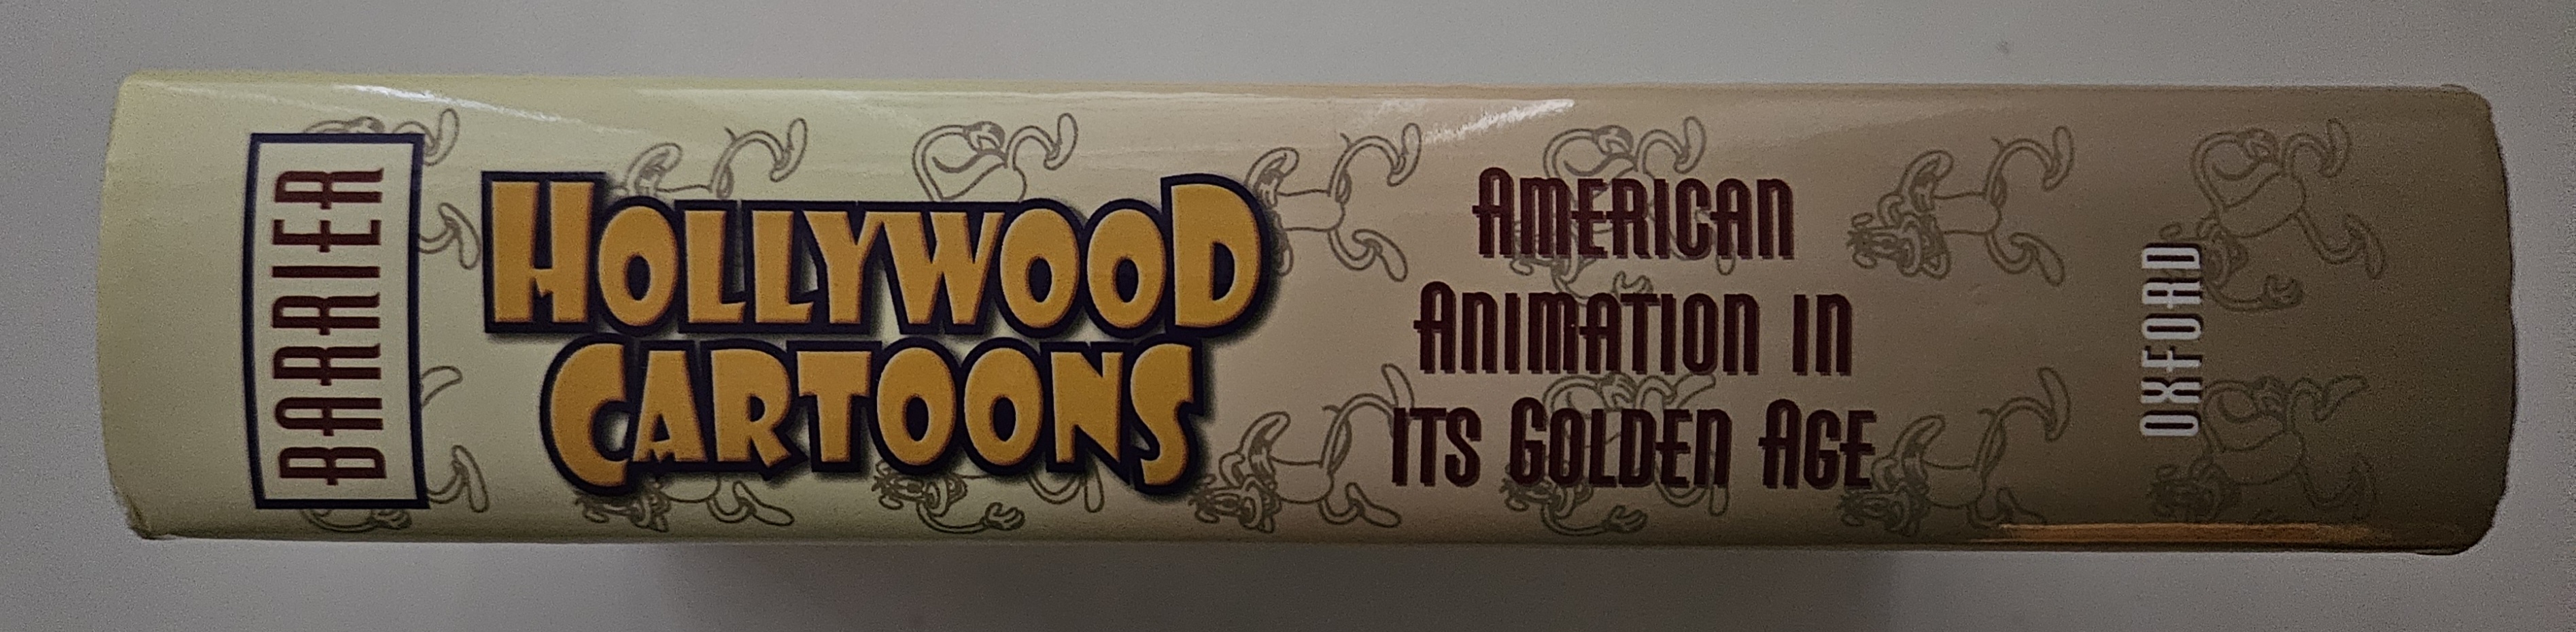 BARRIER
HOLLYWOOD
CARTOONS
AMERICAN
ANIMATION IN
ITS GOLDEN AGE
OXFORD